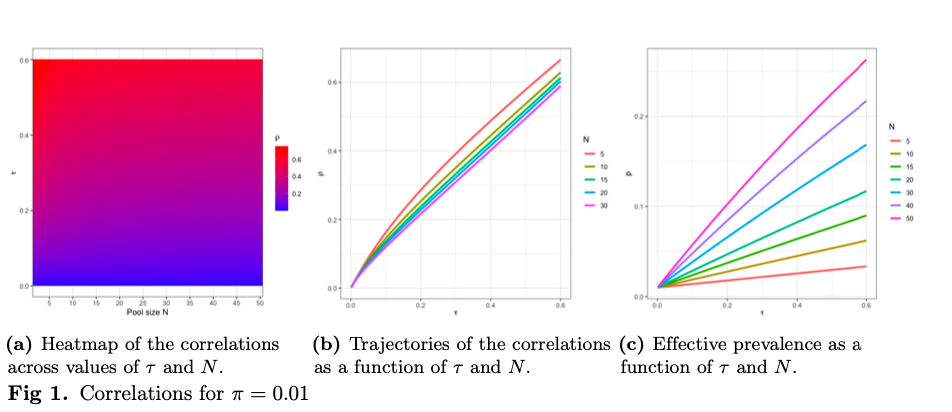 0.6
0.4
0.2
0.0
τ
5 10 15 20 25 30 35 40 45 50
Pool size N
ρ
0.6
0.4
0.2
0.6
0.4
0.2
0.0
ρ
0.0 0.2 0.4 0.6
τ
N
5
10
15
20
30
0.2
0.1
0.0
p
0.0 0.2 0.4 0.6
τ
N
5
10
15
20
30
40
50
(a) Heatmap of the correlations
across values of τ and N.
(b) Trajectories of the correlations
as a function of τ and N.
(c) Effective prevalence as a
function of τ and N.
Fig 1. Correlations for π = 0.01